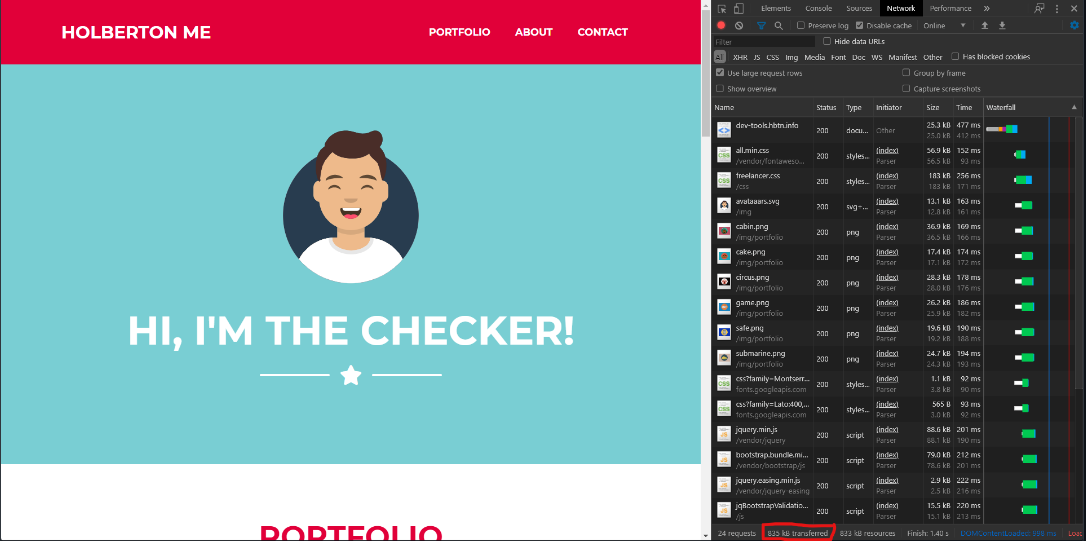 HOLBERTON ME
PORTFOLIO ABOUT CONTACT
HI, I'M THE CHECKER!
PORTFOLIO
Elements Console Sources Network Performance »
Preserve log Disable cache Online
Filter Hide data URLs
All XHR JS CSS Img Media Font Doc WS Manifest Other Has blocked cookies
Use large request rows Group by frame
Show overview Capture screenshots
Name Status Type Initiator Size Time Waterfall
dev-tools.hbtn.info 200 docu... Other 25.3 kB 477 ms
25.0 kB 412 ms
all.min.css 200 styles... (index) 56.9 kB 152 ms
/vendor/fontaweso... Parser 56.5 kB 93 ms
freelancer.css 200 styles... (index) 183 kB 256 ms
/css Parser 183 kB 171 ms
avataaars.svg 200 svg+... (index) 13.1 kB 163 ms
/img Parser 12.8 kB 161 ms
cabin.png 200 png (index) 36.9 kB 169 ms
/img/portfolio Parser 36.5 kB 166 ms
cake.png 200 png (index) 17.4 kB 174 ms
/img/portfolio Parser 17.1 kB 172 ms
circus.png 200 png (index) 28.3 kB 178 ms
/img/portfolio Parser 28.0 kB 176 ms
game.png 200 png (index) 26.2 kB 186 ms
/img/portfolio Parser 25.9 kB 182 ms
safe.png 200 png (index) 19.6 kB 190 ms
/img/portfolio Parser 19.2 kB 188 ms
submarine.png 200 png (index) 24.7 kB 194 ms
/img/portfolio Parser 24.3 kB 193 ms
css?family=Montserr... 200 styles... (index) 1.1 kB 92 ms
fonts.googleapis.com Parser 3.8 kB 90 ms
css?family=Lato:400,... 200 styles... (index) 565 B 93 ms
fonts.googleapis.com Parser 3.0 kB 92 ms
jquery.min.js 200 script (index) 88.6 kB 201 ms
/vendor/jquery Parser 88.1 kB 190 ms
bootstrap.bundle.mi... 200 script (index) 79.0 kB 212 ms
/vendor/bootstrap/js Parser 78.6 kB 201 ms
jquery.easing.min.js 200 script (index) 2.9 kB 222 ms
/vendor/jquery-easing Parser 2.5 kB 216 ms
jqBootstrapValidatio... 200 script (index) 15.5 kB 220 ms
/js Parser 15.1 kB 213 ms
24 requests 835 kB transferred 833 kB resources Finish: 1.40 s DOMContentLoaded: 998 ms Load